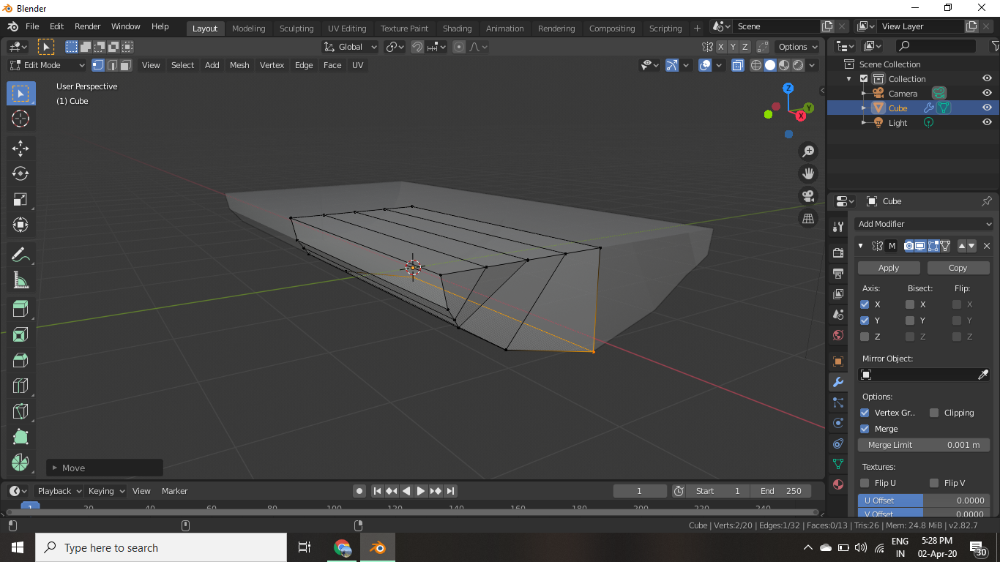 Blender
File Edit Render Window Help Layout Modeling Sculpting UV Editing Texture Paint Shading Animation Rendering Compositing Scripting + Scene View Layer
Global X Y Z Options
Edit Mode View Select Add Mesh Vertex Edge Face UV
User Perspective
(1) Cube
Z
Y
X
Scene Collection
Collection
Camera
Cube
Light
Cube
Add Modifier
M
Apply Copy
Axis: Bisect: Flip:
X X X
Y Y Y
Z Z Z
Mirror Object:
Options:
Vertex Gr.. Clipping
Merge
Merge Limit 0.001 m
Textures:
Flip U Flip V
U Offset 0.0000
V Offset 0.0000
Move
Playback Keying View Marker 1 Start 1 End 250
1 20 40 60 80 100 120 140 160 180 200 220 240
Cube | Verts:2/20 | Edges:1/32 | Faces:0/13 | Tris:26 | Mem: 24.8 MiB | v2.82.7
Type here to search
ENG
IN
5:28 PM
02-Apr-20
30